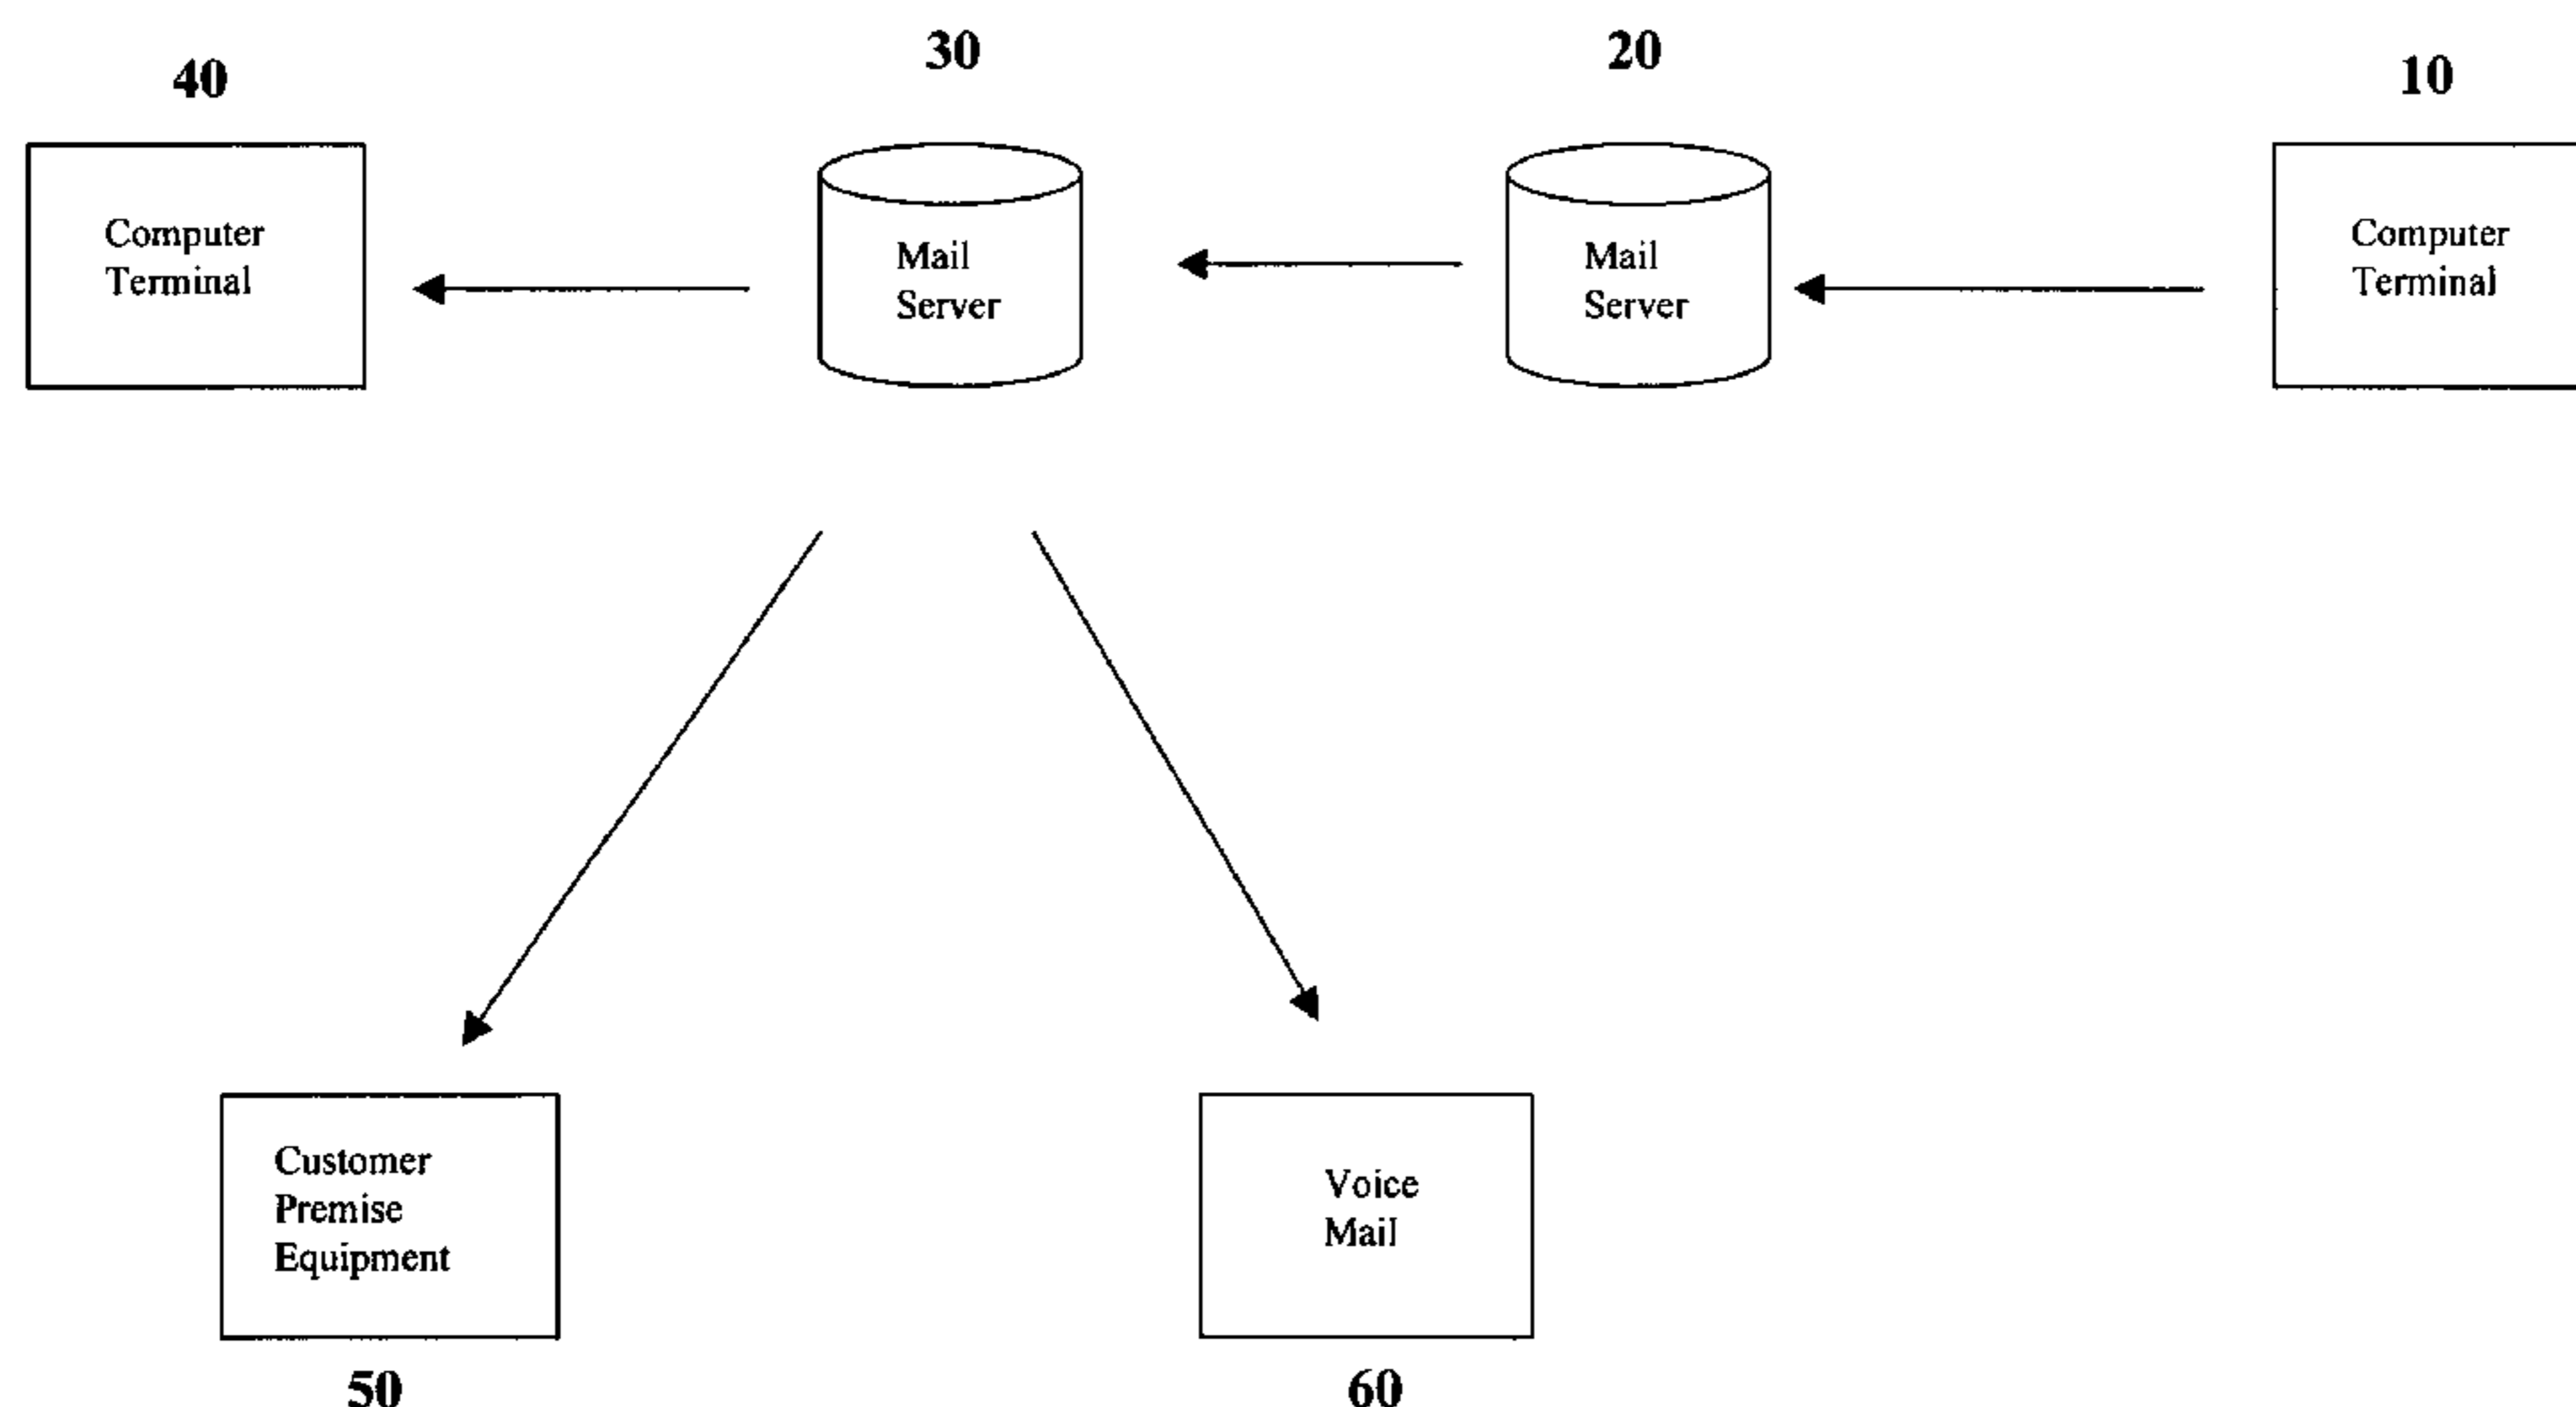 40
30
20
10
Computer
Terminal
Mail
Server
Mail
Server
Computer
Terminal
Customer
Premise
Equipment
Voice
Mail
50
60